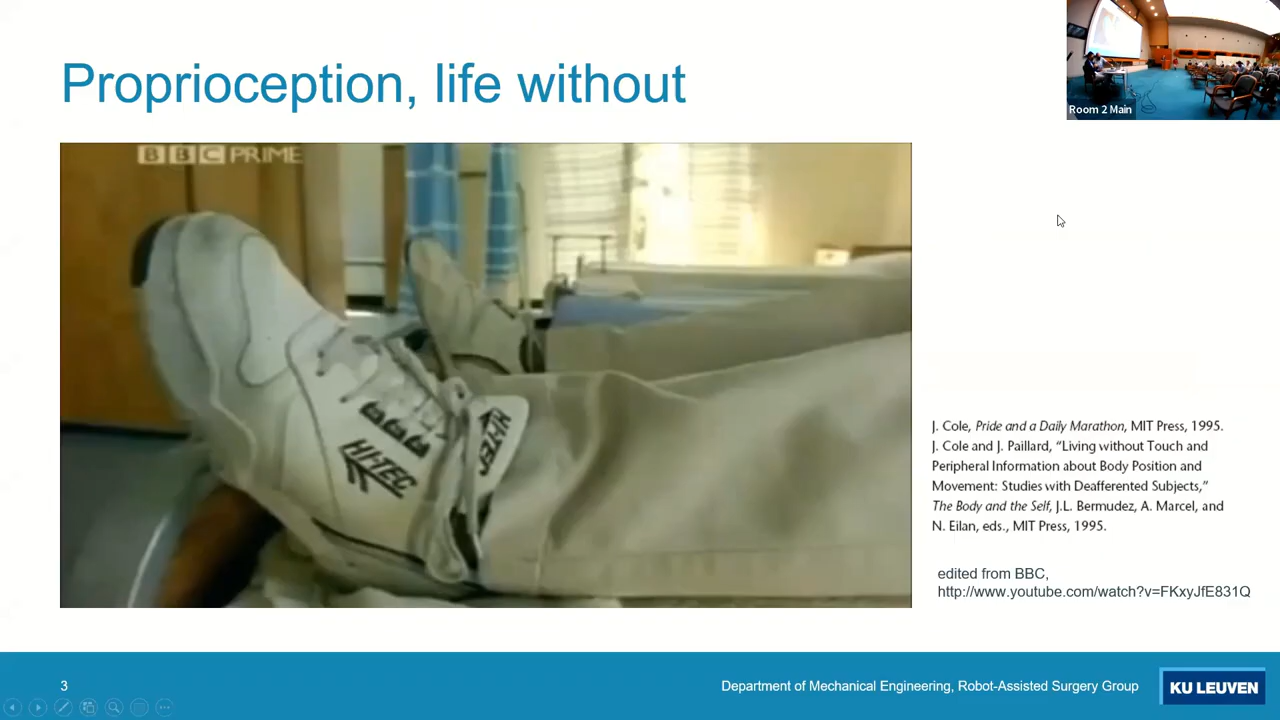 Proprioception, life without
Room 2 Main
BBC PRIME
HI-TEC
HI-TEC
J. Cole, Pride and a Daily Marathon, MIT Press, 1995.
J. Cole and J. Paillard, “Living without Touch and
Peripheral Information about Body Position and
Movement: Studies with Deafferented Subjects,”
The Body and the Self, J.L. Bermudez, A. Marcel, and
N. Eilan, eds., MIT Press, 1995.
edited from BBC,
http://www.youtube.com/watch?v=FKxyJfE831Q
3
Department of Mechanical Engineering, Robot-Assisted Surgery Group
KU LEUVEN